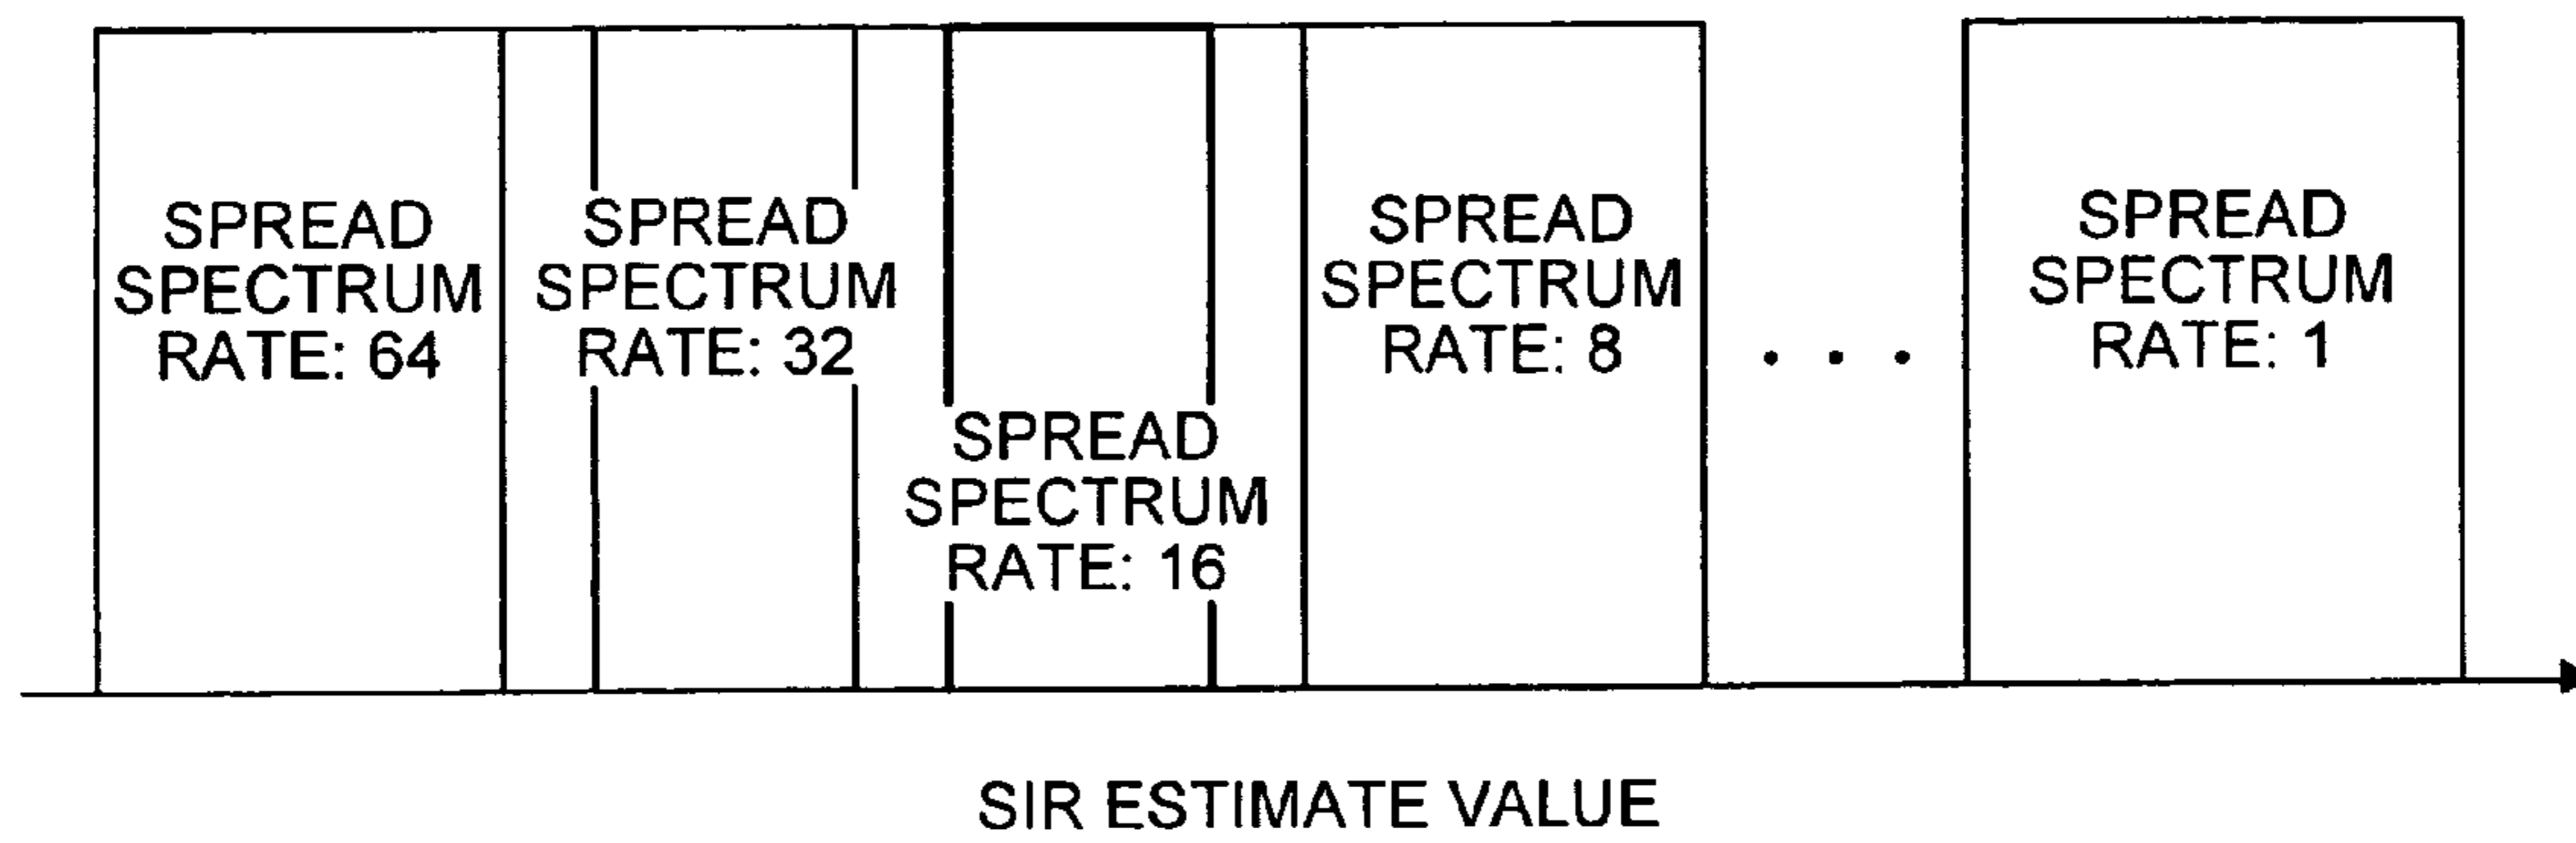 SPREAD
SPECTRUM
RATE: 64
SPREAD
SPECTRUM
RATE: 32
SPREAD
SPECTRUM
RATE: 16
SPREAD
SPECTRUM
RATE: 8
. . .
SPREAD
SPECTRUM
RATE: 1
SIR ESTIMATE VALUE